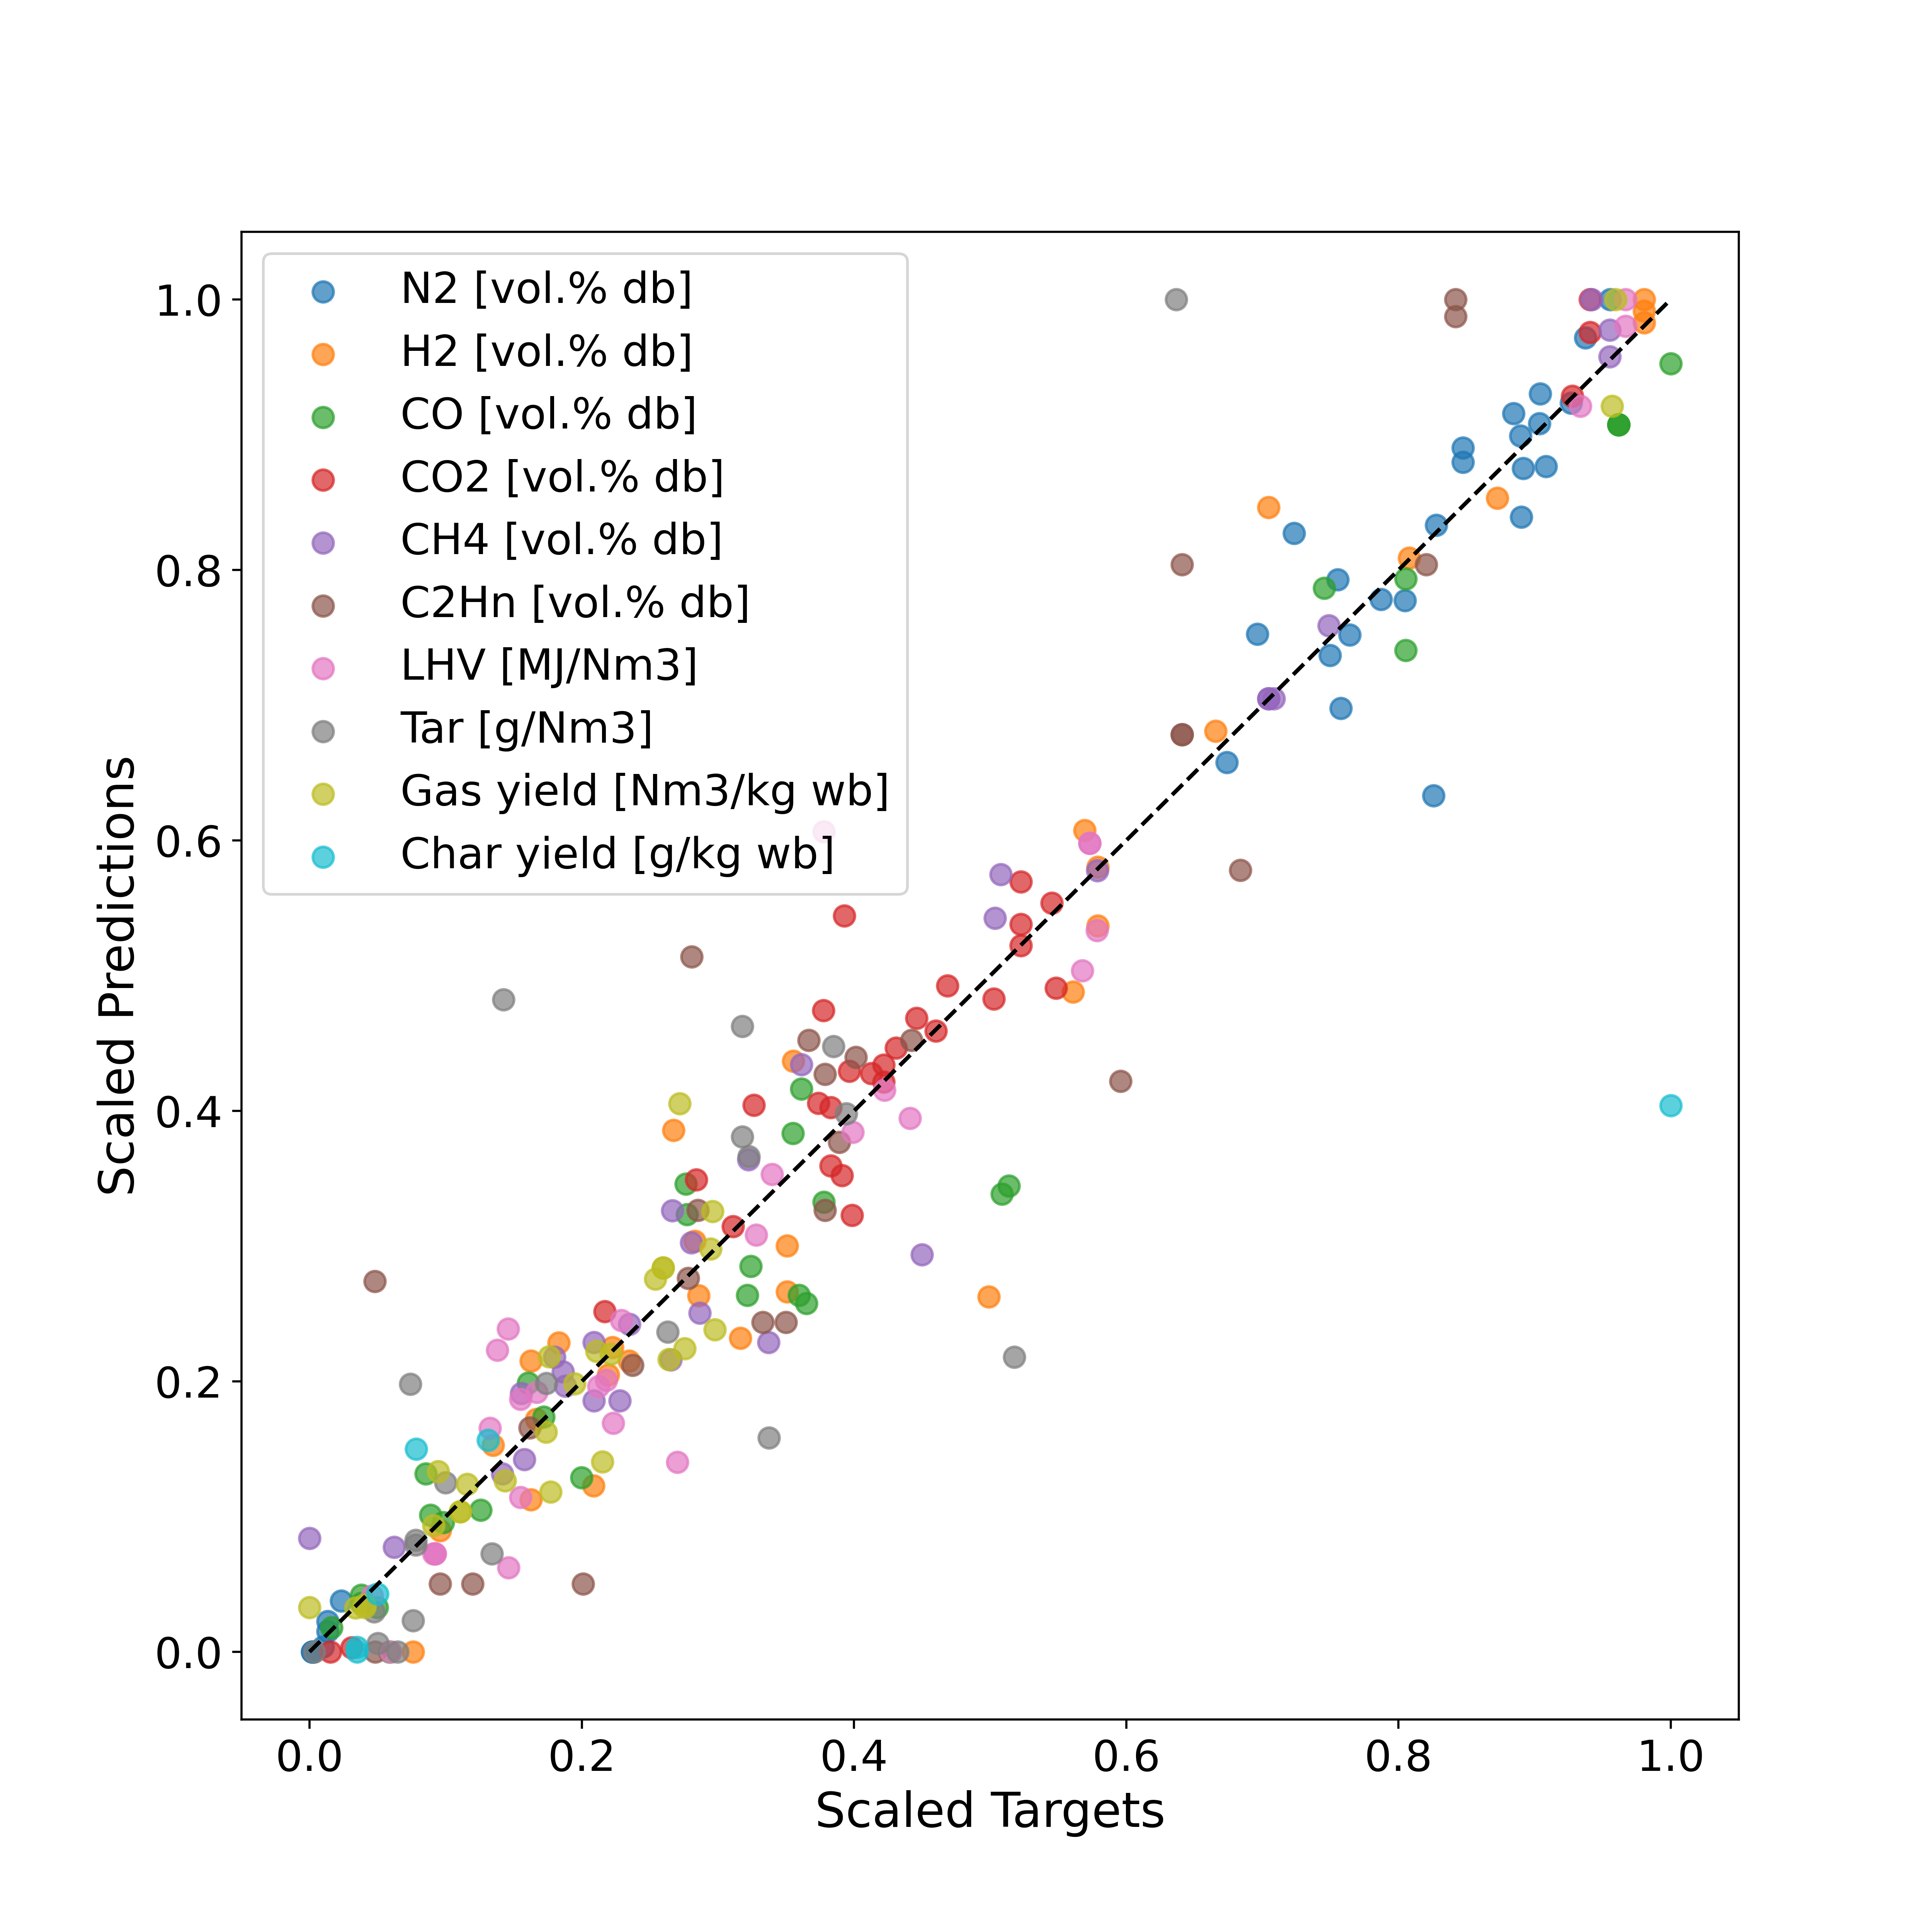 N2 [vol.% db]
H2 [vol.% db]
CO [vol.% db]
CO2 [vol.% db]
CH4 [vol.% db]
C2Hn [vol.% db]
LHV [MJ/Nm3]
Tar [g/Nm3]
Gas yield [Nm3/kg wb]
Char yield [g/kg wb]
1.0
0.8
0.6
0.4
0.2
0.0
Scaled Predictions
0.0 0.2 0.4 0.6 0.8 1.0
Scaled Targets